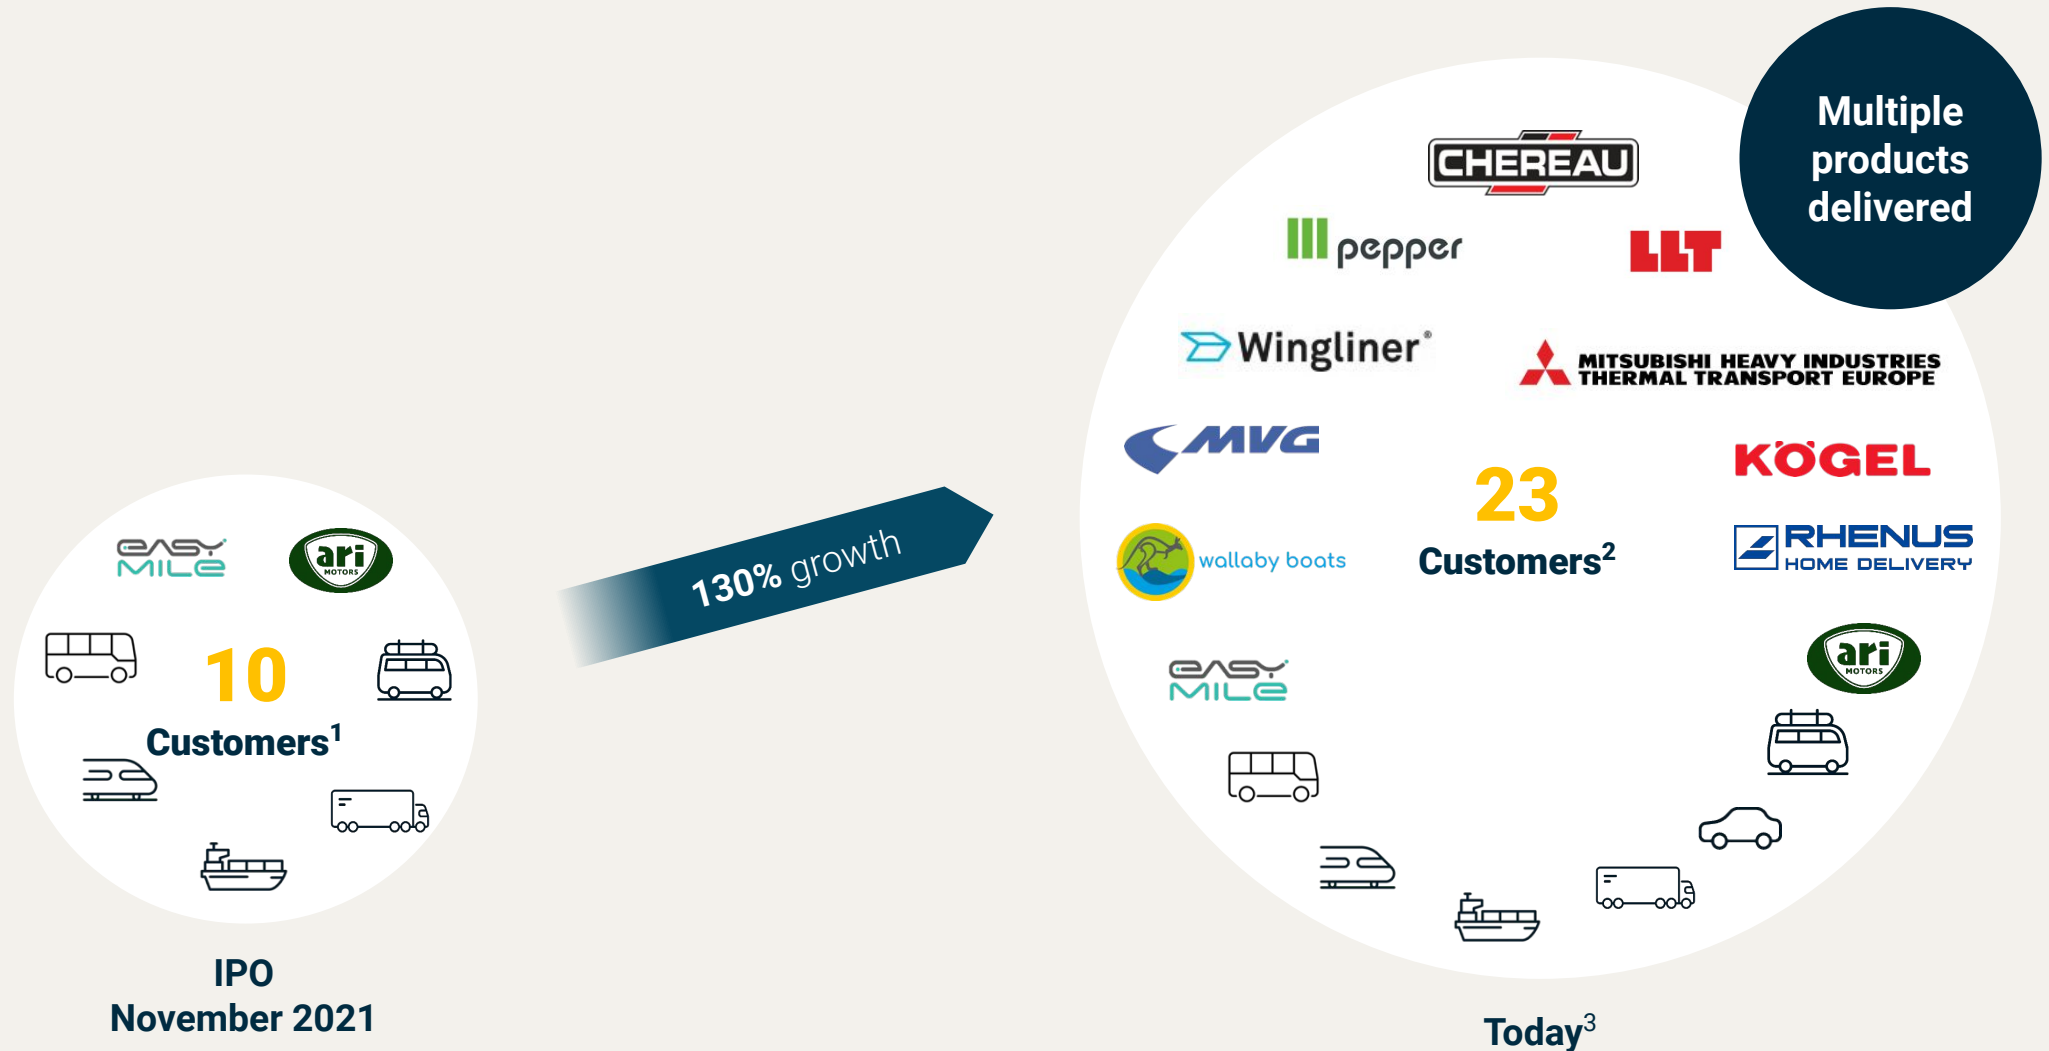 easy
MILE
ari
MOTORS
10
Customers¹
IPO
November 2021
130% growth
Multiple
products
delivered
CHEREAU
pepper
LLT
Wingliner®
MITSUBISHI HEAVY INDUSTRIES
THERMAL TRANSPORT EUROPE
MVG
KÖGEL
23
Customers²
wallaby boats
RHENUS
HOME DELIVERY
easy
MILE
ari
MOTORS
Today³